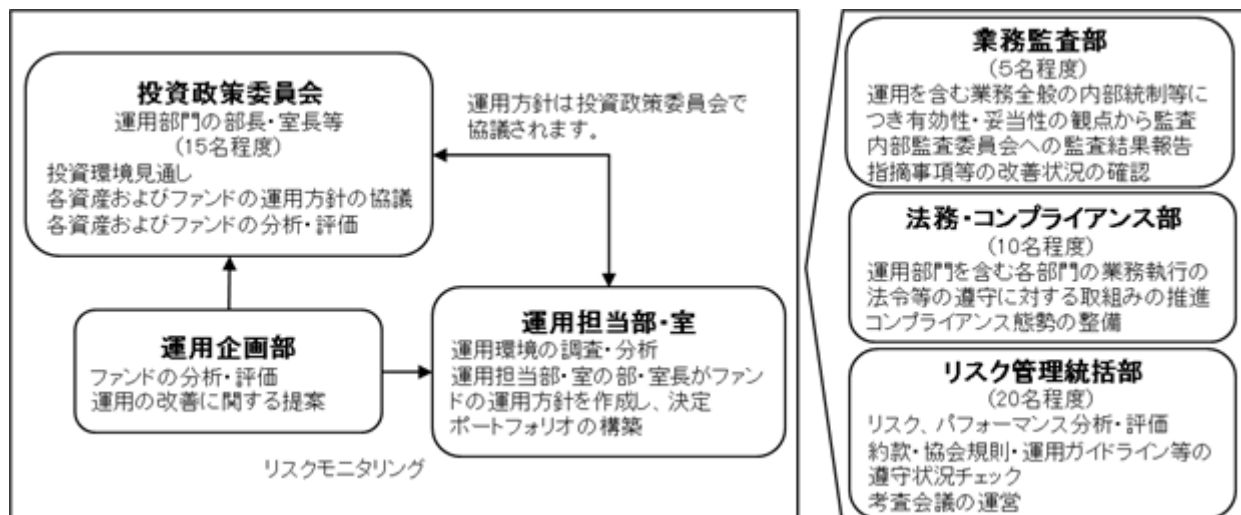 投資政策委員会
運用部門の部長・室長等
(15名程度)
投資環境見通し
各資産およびファンドの運用方針の協議
各資産およびファンドの分析・評価
運用方針は投資政策委員会で
協議されます。
運用企画部
ファンドの分析・評価
運用の改善に関する提案
運用担当部・室
運用環境の調査・分析
運用担当部・室の部・室長がファン
ドの運用方針を作成し、決定
ポートフォリオの構築
リスクモニタリング
業務監査部
(5名程度)
運用を含む業務全般の内部統制等に
つき有効性・妥当性の観点から監査
内部監査委員会への監査結果報告
指摘事項等の改善状況の確認
法務・コンプライアンス部
(10名程度)
運用部門を含む各部門の業務執行の
法令等の遵守に対する取組みの推進
コンプライアンス態勢の整備
リスク管理統括部
(20名程度)
リスク、パフォーマンス分析・評価
約款・協会規則・運用ガイドライン等の
遵守状況チェック
考査会議の運営